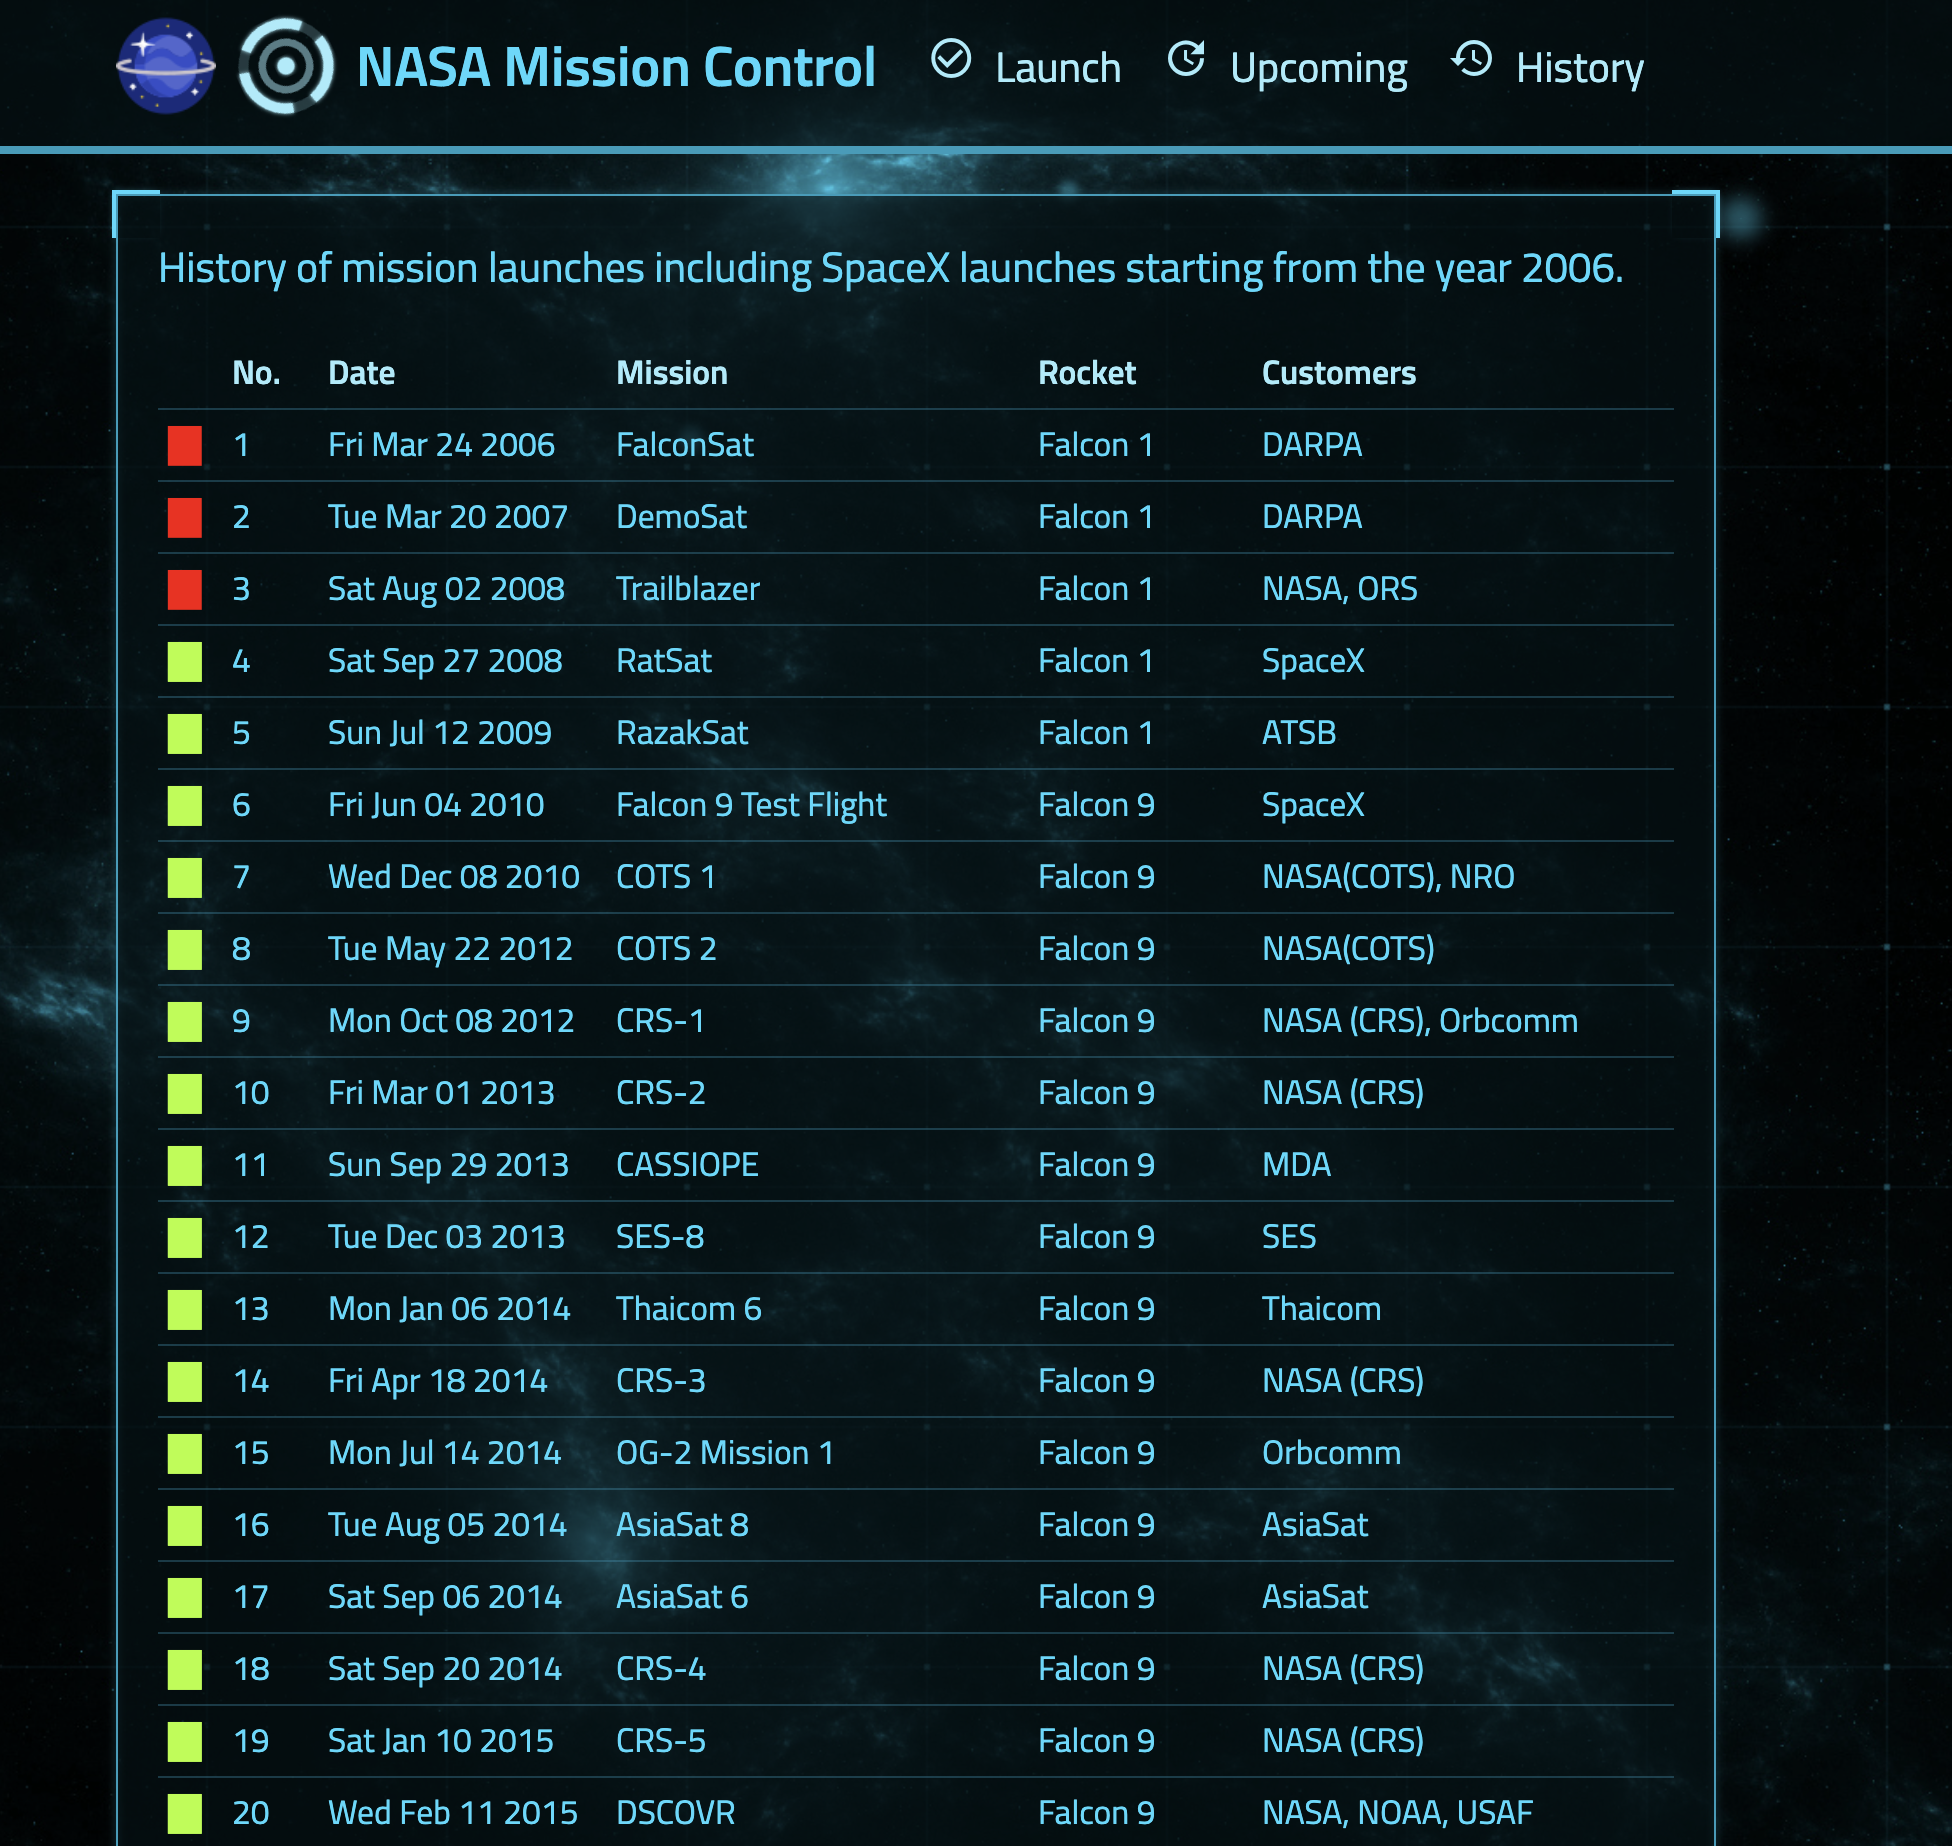 NASA Mission Control Launch Upcoming History
History of mission launches including SpaceX launches starting from the year 2006.
No. Date Mission Rocket Customers
1 Fri Mar 24 2006 FalconSat Falcon 1 DARPA
2 Tue Mar 20 2007 DemoSat Falcon 1 DARPA
3 Sat Aug 02 2008 Trailblazer Falcon 1 NASA, ORS
4 Sat Sep 27 2008 RatSat Falcon 1 SpaceX
5 Sun Jul 12 2009 RazakSat Falcon 1 ATSB
6 Fri Jun 04 2010 Falcon 9 Test Flight Falcon 9 SpaceX
7 Wed Dec 08 2010 COTS 1 Falcon 9 NASA(COTS), NRO
8 Tue May 22 2012 COTS 2 Falcon 9 NASA(COTS)
9 Mon Oct 08 2012 CRS-1 Falcon 9 NASA (CRS), Orbcomm
10 Fri Mar 01 2013 CRS-2 Falcon 9 NASA (CRS)
11 Sun Sep 29 2013 CASSIOPE Falcon 9 MDA
12 Tue Dec 03 2013 SES-8 Falcon 9 SES
13 Mon Jan 06 2014 Thaicom 6 Falcon 9 Thaicom
14 Fri Apr 18 2014 CRS-3 Falcon 9 NASA (CRS)
15 Mon Jul 14 2014 OG-2 Mission 1 Falcon 9 Orbcomm
16 Tue Aug 05 2014 AsiaSat 8 Falcon 9 AsiaSat
17 Sat Sep 06 2014 AsiaSat 6 Falcon 9 AsiaSat
18 Sat Sep 20 2014 CRS-4 Falcon 9 NASA (CRS)
19 Sat Jan 10 2015 CRS-5 Falcon 9 NASA (CRS)
20 Wed Feb 11 2015 DSCOVR Falcon 9 NASA, NOAA, USAF